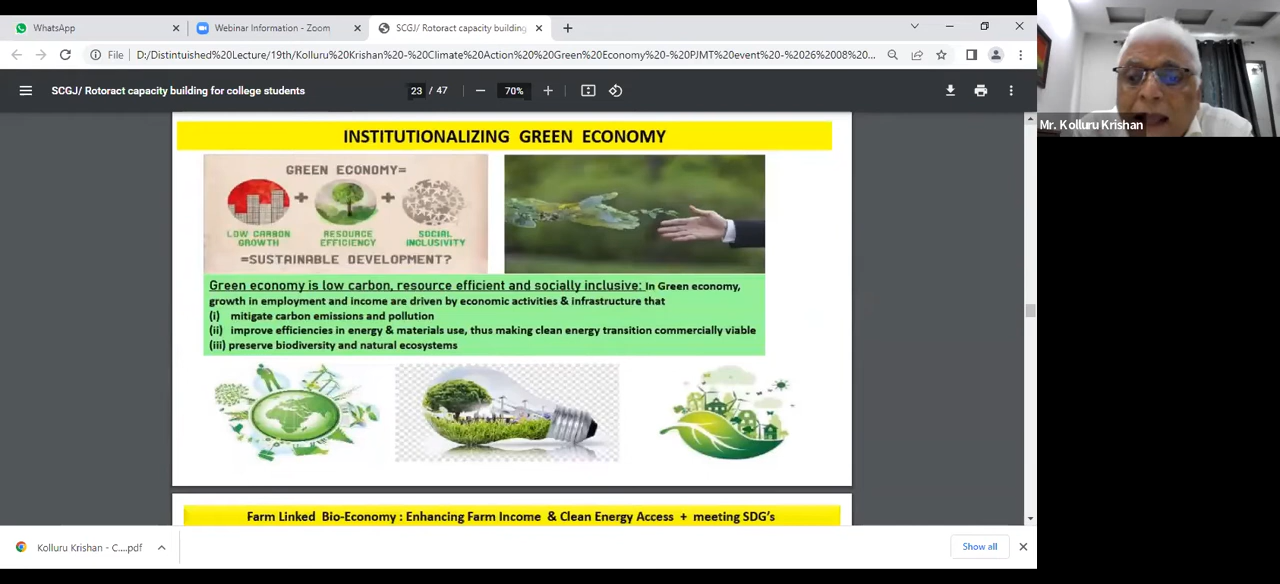 WhatsApp
Webinar Information - Zoom
SCGJ/ Rotoract capacity building
File
D:/Distintuished%20Lecture/19th/Kolluru%20Krishan%20-%20Climate%20Action%20%20Green%20Economy%20-%20PJMT%20event%20-%2026%2008%20...
SCGJ/ Rotoract capacity building for college students
23 / 47
70%
Mr. Kolluru Krishan
INSTITUTIONALIZING GREEN ECONOMY
GREEN ECONOMY=
LOW CARBON GROWTH + RESOURCE EFFICIENCY + SOCIAL INCLUSIVITY
=SUSTAINABLE DEVELOPMENT?
Green economy is low carbon, resource efficient and socially inclusive: In Green economy,
growth in employment and income are driven by economic activities & infrastructure that
(i) mitigate carbon emissions and pollution
(ii) improve efficiencies in energy & materials use, thus making clean energy transition commercially viable
(iii) preserve biodiversity and natural ecosystems
Farm Linked Bio-Economy : Enhancing Farm Income & Clean Energy Access + meeting SDG's
Kolluru Krishan - C....pdf
Show all